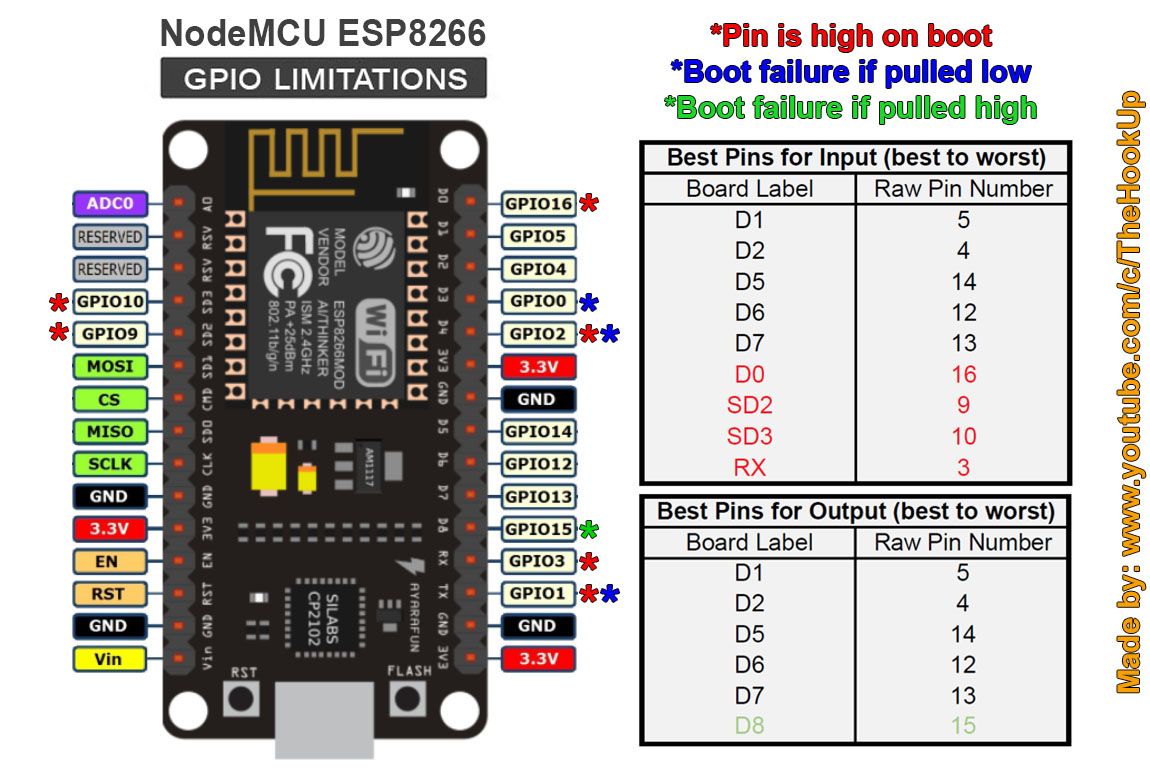 NodeMCU ESP8266
GPIO LIMITATIONS
*Pin is high on boot
*Boot failure if pulled low
*Boot failure if pulled high
ADC0
RESERVED
RESERVED
*GPIO10
*GPIO9
MOSI
CS
MISO
SCLK
GND
3.3V
EN
RST
GND
Vin
A0
RSV
RSV
SD3
SD2
SD1
CMD
SD0
CLK
GND
3V3
EN
RST
GND
Vin
MODEL ESP8266MOD
VENDOR AI/THINKER
ISM 2.4GHz
PA +25dBm
802.11b/g/n
FC
WiFi
AM1117
SILABS
CP2102
AYARAFUN
RST
FLASH
D0
D1
D2
D3
D4
3V3
GND
D5
D6
D7
D8
RX
TX
GND
3V3
GPIO16*
GPIO5
GPIO4
GPIO0*
GPIO2**
3.3V
GND
GPIO14
GPIO12
GPIO13
GPIO15*
GPIO3*
GPIO1**
GND
3.3V
Best Pins for Input (best to worst)
Board Label Raw Pin Number
D1 5
D2 4
D5 14
D6 12
D7 13
D0 16
SD2 9
SD3 10
RX 3
Best Pins for Output (best to worst)
Board Label Raw Pin Number
D1 5
D2 4
D5 14
D6 12
D7 13
D8 15
Made by: www.youtube.com/c/TheHookUp